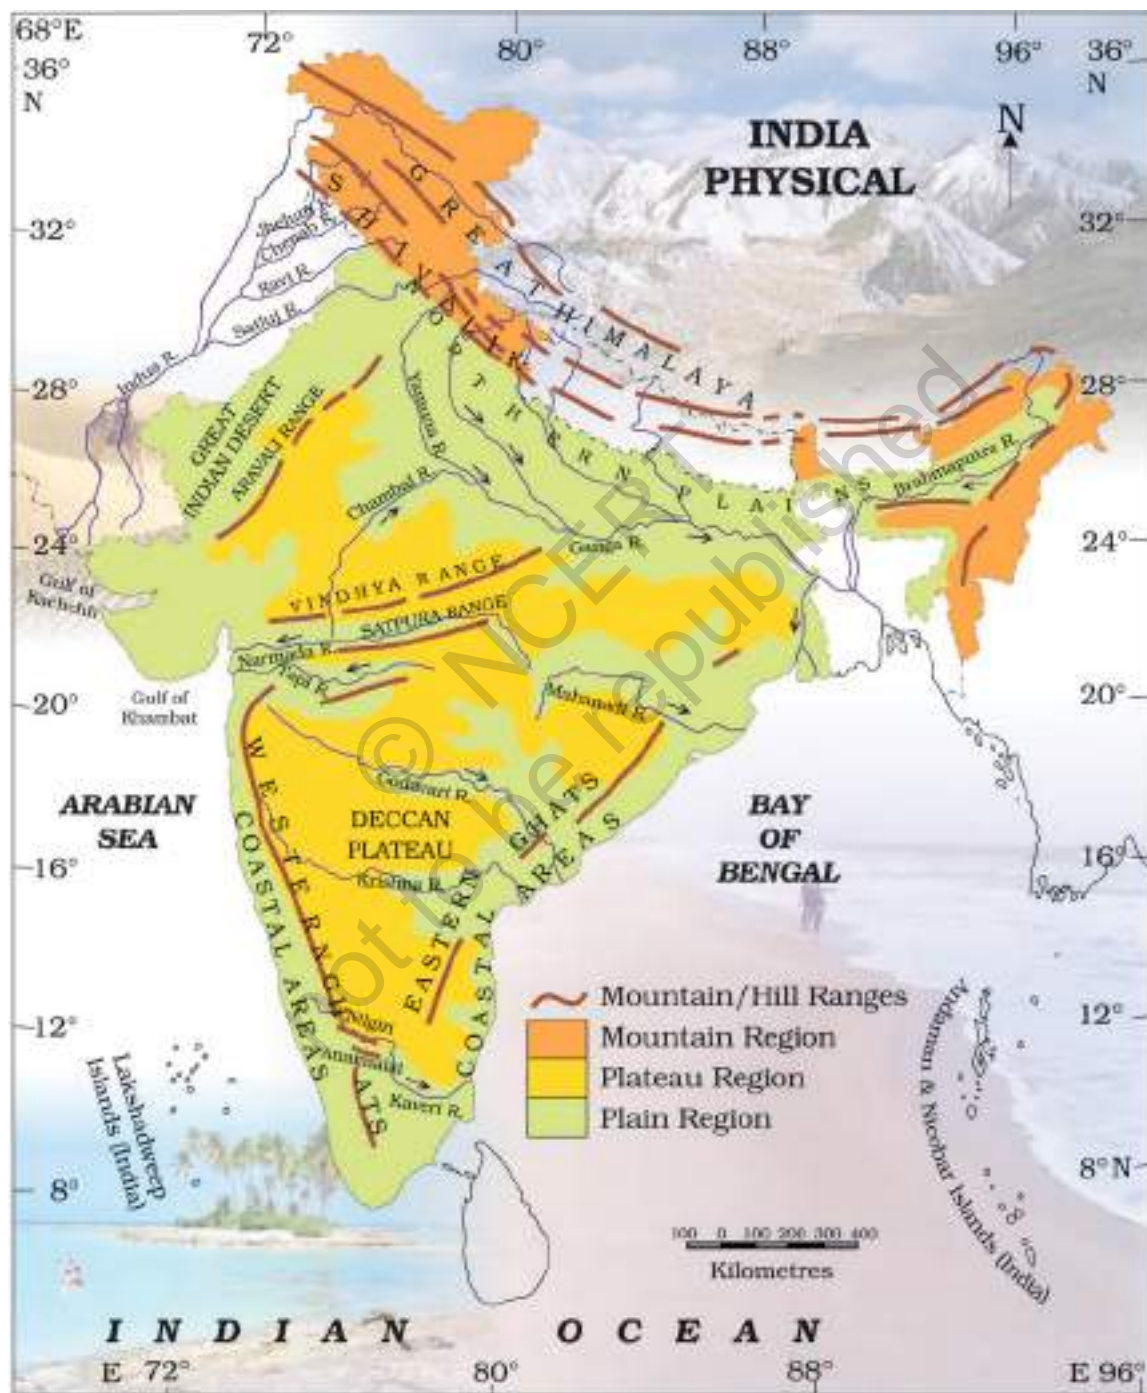 68°E
72°
80°
88°
96°
36°
N
36°
N
N
INDIA
PHYSICAL
32°
32°
GREAT HIMALAYA
SHAVALIK
Jhelum R.
Chenab R.
Ravi R.
Satluj R.
Indus R.
28°
28°
NORTHERN PLAINS
GREAT
INDIAN DESERT
ARAVALI RANGE
Yamuna R.
Chambal R.
Brahmaputra R.
Ganga R.
24°
24°
Gulf of
Kachchh
VINDHYA RANGE
SATPURA RANGE
Narmada R.
Tapi R.
Mahanadi R.
20°
20°
Gulf of
Khambat
ARABIAN
SEA
Godavari R.
DECCAN
PLATEAU
Krishna R.
BAY
OF
BENGAL
16°
16°
WESTERN GHATS
COASTAL AREAS
EASTERN GHATS
COASTAL AREAS
Nilgiri
Annamalai
Kaveri R.
12°
12°
Mountain/Hill Ranges
Mountain Region
Plateau Region
Plain Region
Lakshadweep
Islands (India)
Andaman & Nicobar Islands (India)
8°
8°N
100 0 100 200 300 400
Kilometres
INDIAN OCEAN
E 72°
80°
88°
E 96°
© NCERT
not to be republished